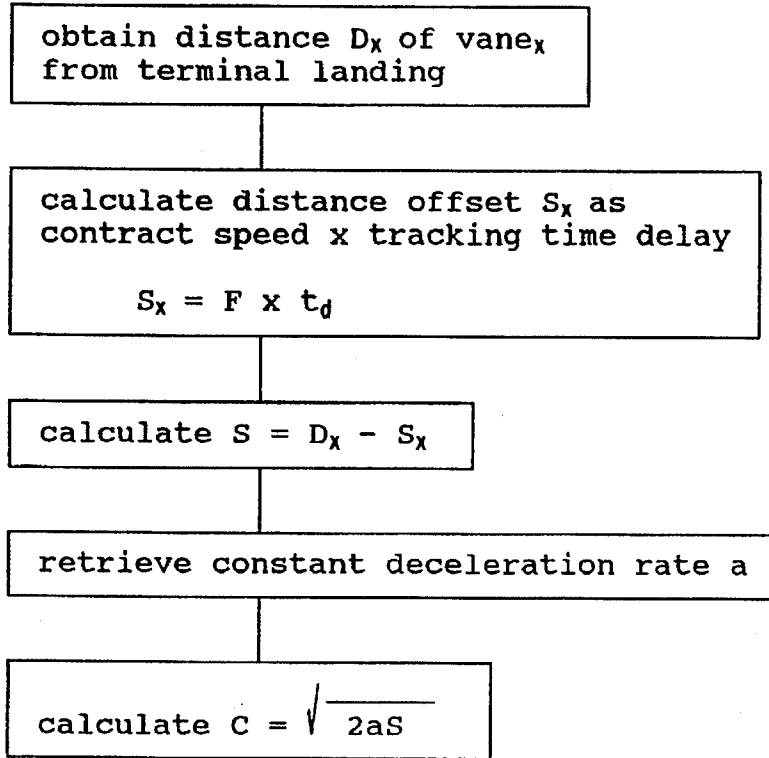 obtain distance Dₓ of vaneₓ
from terminal landing
calculate distance offset Sₓ as
contract speed x tracking time delay
Sₓ = F x t_d
calculate S = Dₓ - Sₓ
retrieve constant deceleration rate a
calculate C = √2aS